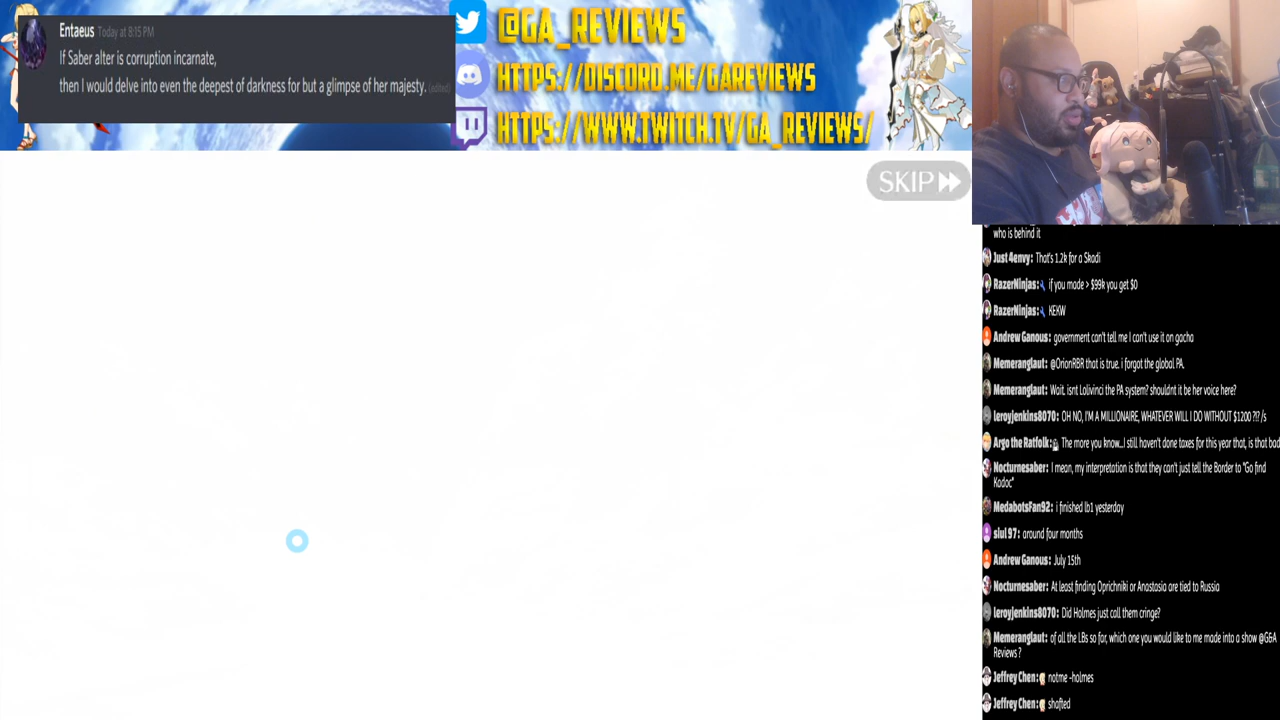 Entaeus Today at 8:15 PM
If Saber alter is corruption incarnate,
then I would delve into even the deepest of darkness for but a glimpse of her majesty. (edited)
@GA_REVIEWS
HTTPS://DISCORD.ME/GAREVIEWS
HTTPS://WWW.TWITCH.TV/GA_REVIEWS/
SKIP
who is behind it
Just 4envy: That's 1.2k for a Skadi
RazerNinjas: if you made > $99k you get $0
RazerNinjas: KEKW
Andrew Ganous: government can't tell me I can't use it on gacha
Memeranglaut: @OrionRBR that is true. i forgot the global PA.
Memeranglaut: Wait. isnt Lolivinci the PA system? shouldnt it be her voice here?
leroyjenkins8070: OH NO, I'M A MILLIONAIRE, WHATEVER WILL I DO WITHOUT $1200 ?!? /s
Argo the Ratfolk: The more you know...I still haven't done taxes for this year that, is that bad
Nocturnesaber: I mean, my interpretation is that they can't just tell the Border to "Go find
Kadoc"
MedabotsFan92: i finished lb1 yesterday
siul 97: around four months
Andrew Ganous: July 15th
Nocturnesaber: At least finding Oprichniki or Anastasia are tied to Russia
leroyjenkins8070: Did Holmes just call them cringe?
Memeranglaut: of all the LBs so far, which one you would like to me made into a show @G&A
Reviews ?
Jeffrey Chen: notme -holmes
Jeffrey Chen: shafted